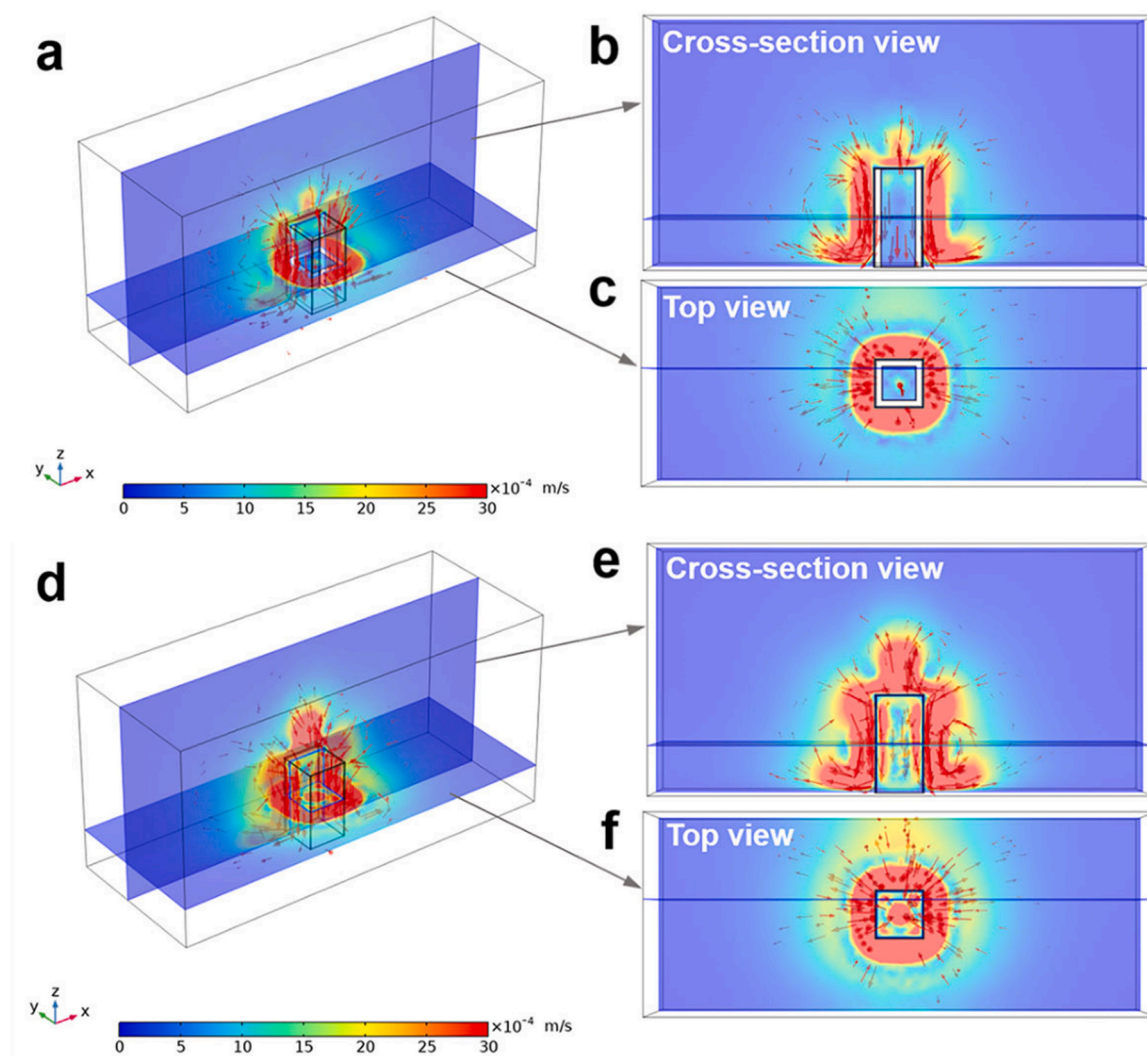 a
b
Cross-section view
c
Top view
z
y x
×10⁻⁴ m/s
0 5 10 15 20 25 30
d
e
Cross-section view
f
Top view
z
y x
×10⁻⁴ m/s
0 5 10 15 20 25 30